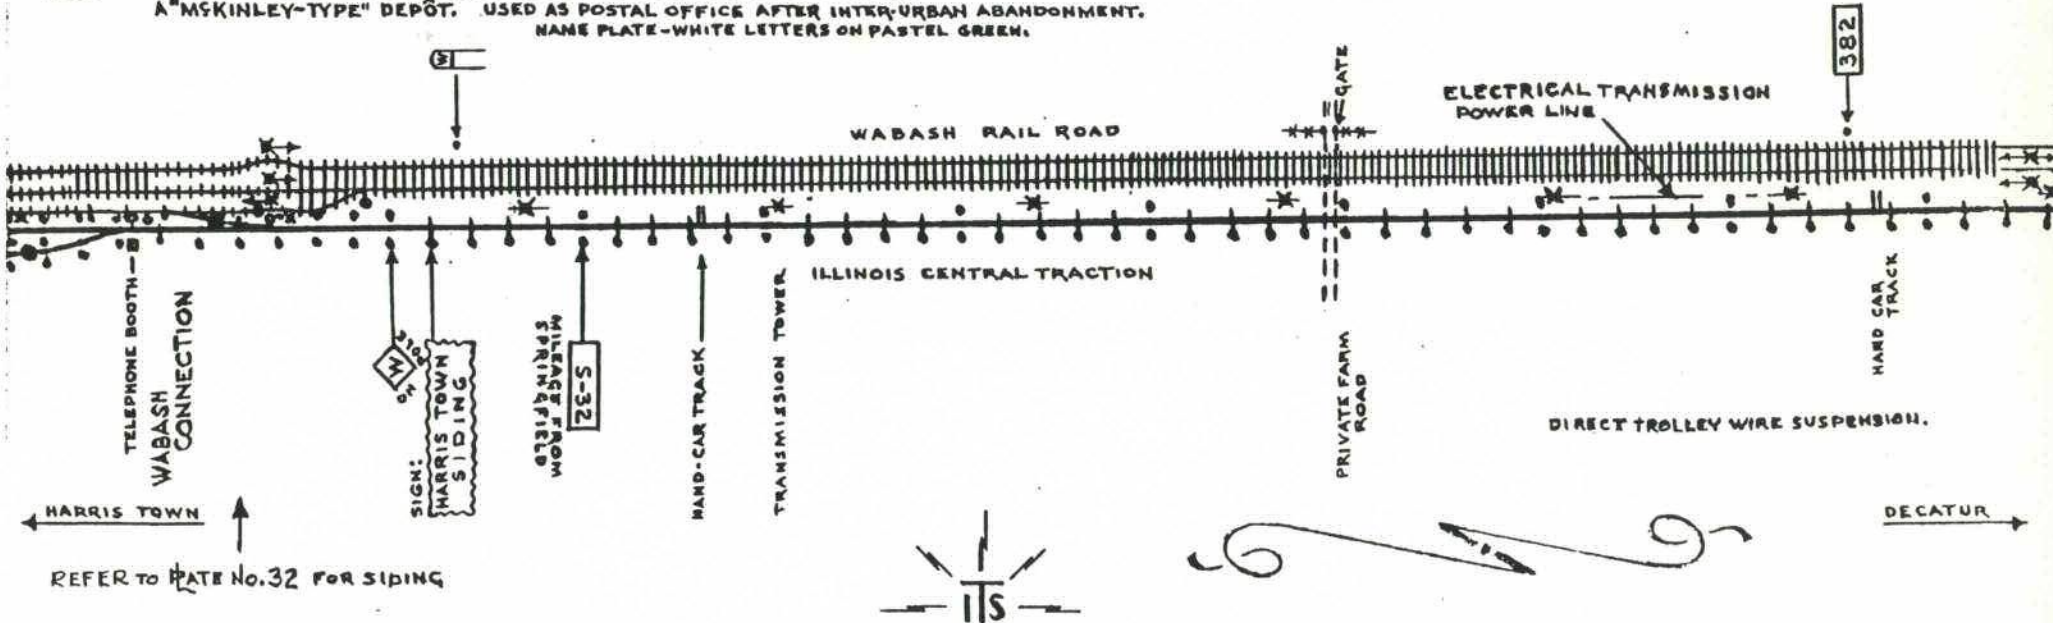 A "McKINLEY-TYPE" DEPOT. USED AS POSTAL OFFICE AFTER INTER-URBAN ABANDONMENT.
NAME PLATE-WHITE LETTERS ON PASTEL GREEN.
W
382
GATE
ELECTRICAL TRANSMISSION
POWER LINE
WABASH RAIL ROAD
ILLINOIS CENTRAL TRACTION
TELEPHONE BOOTH
WABASH
CONNECTION
W
ON
POLE
SIGN:
HARRIS TOWN
SIDING
MILEAGE FROM
SPRINGFIELD
S-32
HAND-CAR TRACK
TRANSMISSION TOWER
PRIVATE FARM
ROAD
HAND CAR
TRACK
DIRECT TROLLEY WIRE SUSPENSION.
HARRIS TOWN
DECATUR
REFER TO PLATE No.32 FOR SIDING
ITS